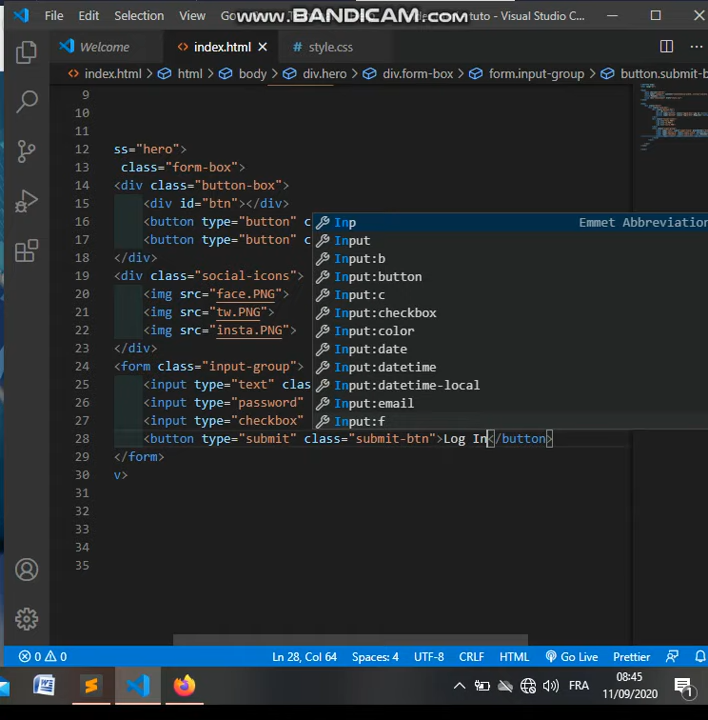 File Edit Selection View Go
www.BANDICAM.com
tuto - Visual Studio C...
Welcome
index.html
style.css
index.html > html > body > div.hero > div.form-box > form.input-group > button.submit-b
9
10
11
12 ss="hero">
13 class="form-box">
14 <div class="button-box">
15 <div id="btn"></div>
16 <button type="button" c
17 <button type="button" c
18 </div>
19 <div class="social-icons">
20 <img src="face.PNG">
21 <img src="tw.PNG">
22 <img src="insta.PNG">
23 </div>
24 <form class="input-group">
25 <input type="text" clas
26 <input type="password"
27 <input type="checkbox"
28 <button type="submit" class="submit-btn">Log In</button>
29 </form>
30 v>
31
32
33
34
35
Inp Emmet Abbreviation
Input
Input:b
Input:button
Input:c
Input:checkbox
Input:color
Input:date
Input:datetime
Input:datetime-local
Input:email
Input:f
0 0 Ln 28, Col 64 Spaces: 4 UTF-8 CRLF HTML Go Live Prettier
FRA
08:45
11/09/2020
1